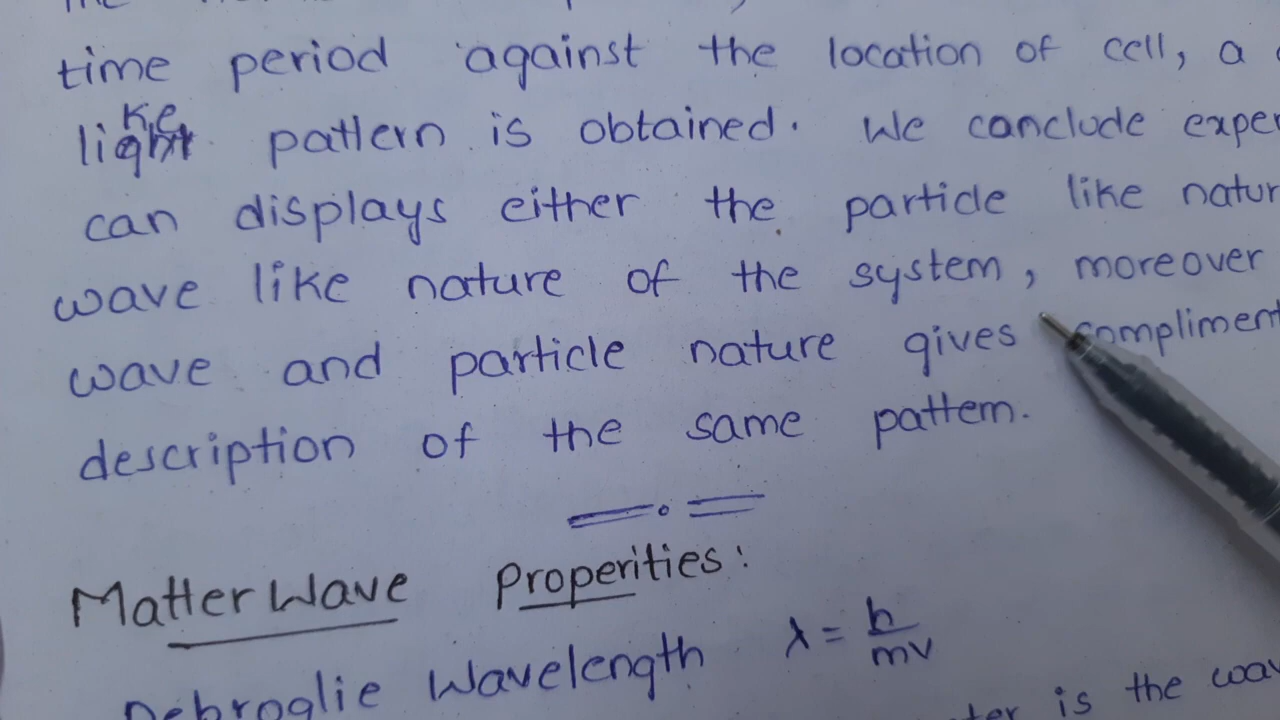 time period against the location of cell, a
like pattern is obtained. We conclude exper
can displays either the particle like natur
wave like nature of the system, moreover
wave and particle nature gives compliment
description of the same pattern.
Matter Wave Properities:
Debroglie Wavelength λ = h/mv
is the wav